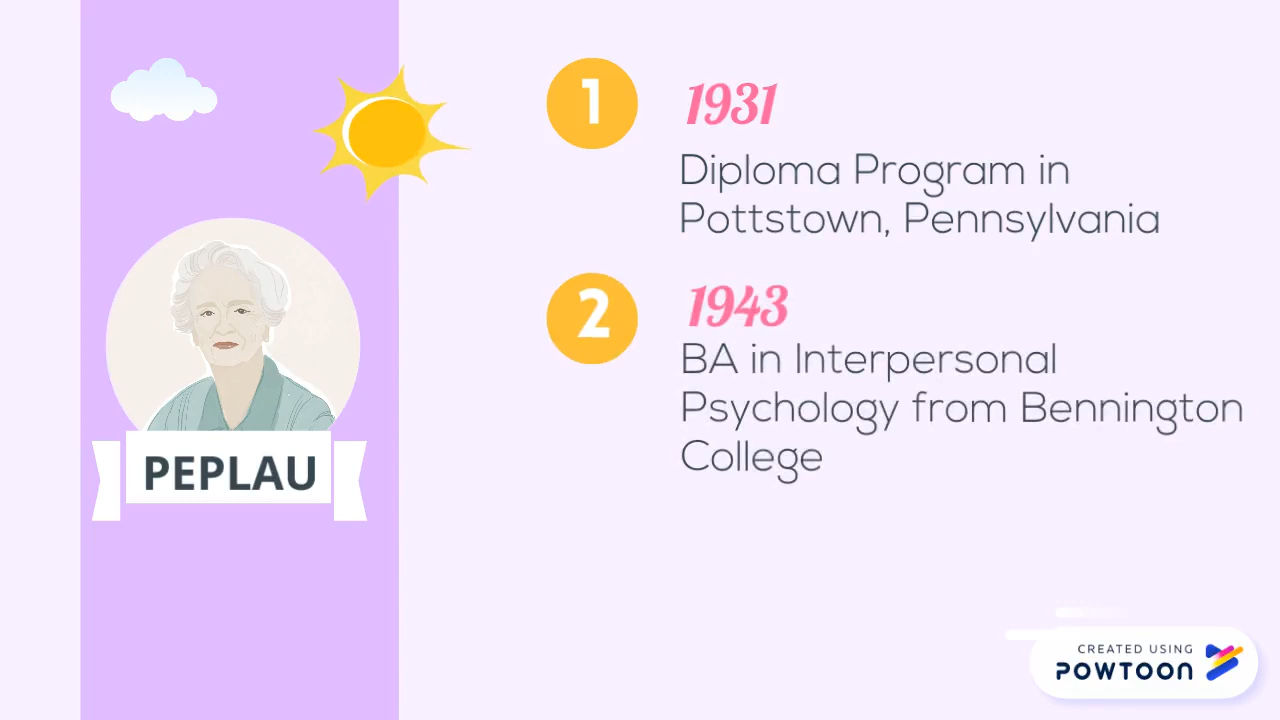 1
1931
Diploma Program in
Pottstown, Pennsylvania
2
1943
BA in Interpersonal
Psychology from Bennington
College
PEPLAU
CREATED USING
POWTOON